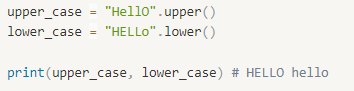 upper_case = "HellO".upper()
lower_case = "HELLo".lower()
print(upper_case, lower_case) # HELLO hello